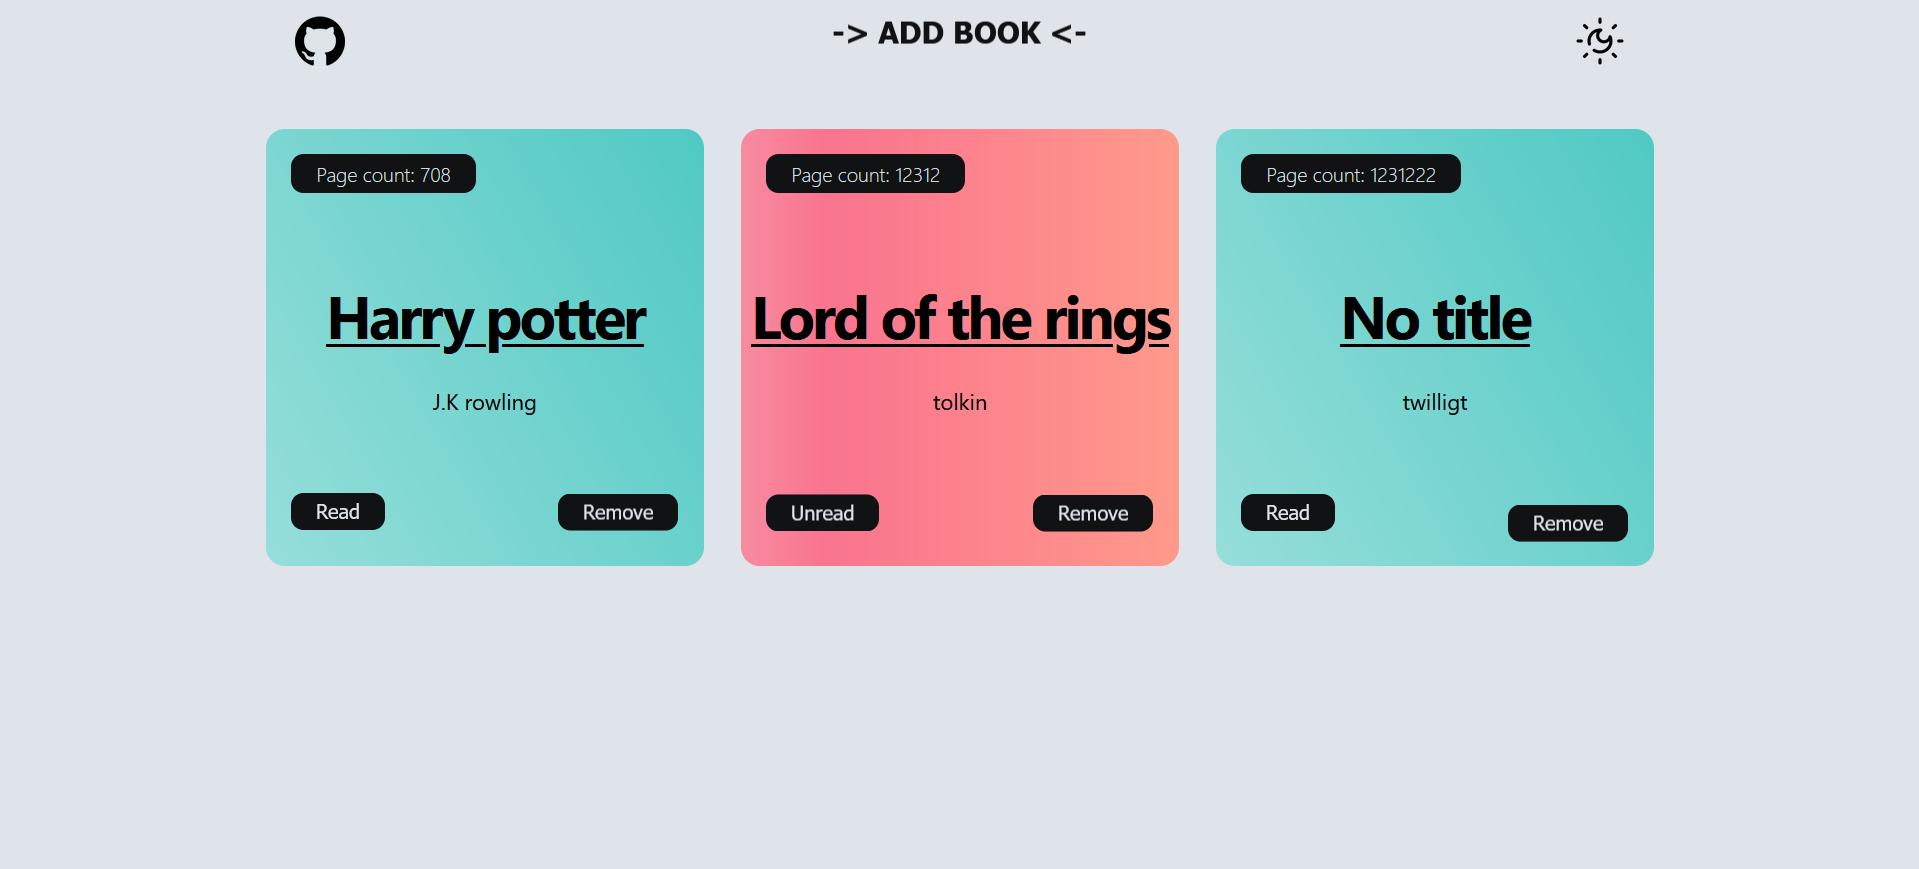 -> ADD BOOK <-
Page count: 708
Harry potter
J.K rowling
Read
Remove
Page count: 12312
Lord of the rings
tolkin
Unread
Remove
Page count: 1231222
No title
twilligt
Read
Remove